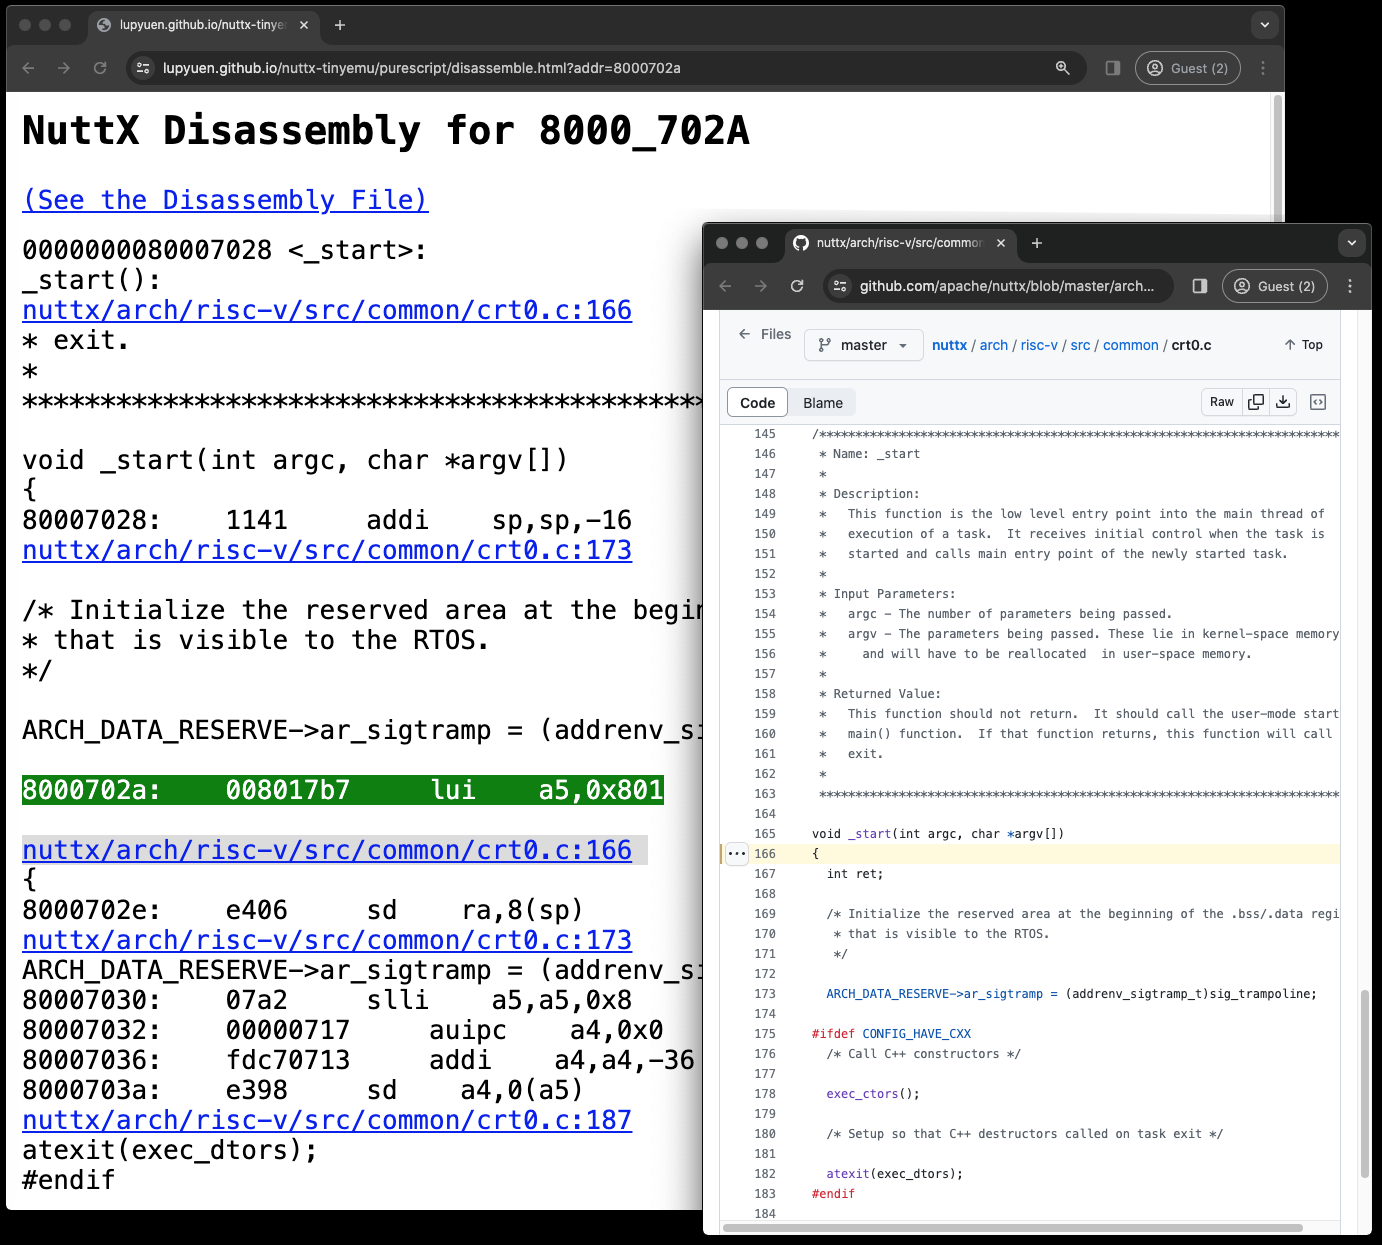 lupyuen.github.io/nuttx-tinye
lupyuen.github.io/nuttx-tinyemu/purescript/disassemble.html?addr=8000702a
Guest (2)
NuttX Disassembly for 8000_702A
(See the Disassembly File)
0000000080007028 <_start>:
_start():
nuttx/arch/risc-v/src/common/crt0.c:166
* exit.
*
********************************************
void _start(int argc, char *argv[])
{
80007028: 1141 addi sp,sp,-16
nuttx/arch/risc-v/src/common/crt0.c:173
/* Initialize the reserved area at the begin
* that is visible to the RTOS.
*/
ARCH_DATA_RESERVE->ar_sigtramp = (addrenv_si
8000702a: 008017b7 lui a5,0x801
nuttx/arch/risc-v/src/common/crt0.c:166
{
8000702e: e406 sd ra,8(sp)
nuttx/arch/risc-v/src/common/crt0.c:173
ARCH_DATA_RESERVE->ar_sigtramp = (addrenv_si
80007030: 07a2 slli a5,a5,0x8
80007032: 00000717 auipc a4,0x0
80007036: fdc70713 addi a4,a4,-36
8000703a: e398 sd a4,0(a5)
nuttx/arch/risc-v/src/common/crt0.c:187
atexit(exec_dtors);
#endif
nuttx/arch/risc-v/src/common
github.com/apache/nuttx/blob/master/arch...
Guest (2)
Files
master
nuttx / arch / risc-v / src / common / crt0.c
Top
Code
Blame
Raw
145 /************************************************************************
146 * Name: _start
147 *
148 * Description:
149 * This function is the low level entry point into the main thread of
150 * execution of a task. It receives initial control when the task is
151 * started and calls main entry point of the newly started task.
152 *
153 * Input Parameters:
154 * argc - The number of parameters being passed.
155 * argv - The parameters being passed. These lie in kernel-space memory
156 * and will have to be reallocated in user-space memory.
157 *
158 * Returned Value:
159 * This function should not return. It should call the user-mode start
160 * main() function. If that function returns, this function will call
161 * exit.
162 *
163 ************************************************************************
164
165 void _start(int argc, char *argv[])
166 {
167 int ret;
168
169 /* Initialize the reserved area at the beginning of the .bss/.data regi
170 * that is visible to the RTOS.
171 */
172
173 ARCH_DATA_RESERVE->ar_sigtramp = (addrenv_sigtramp_t)sig_trampoline;
174
175 #ifdef CONFIG_HAVE_CXX
176 /* Call C++ constructors */
177
178 exec_ctors();
179
180 /* Setup so that C++ destructors called on task exit */
181
182 atexit(exec_dtors);
183 #endif
184